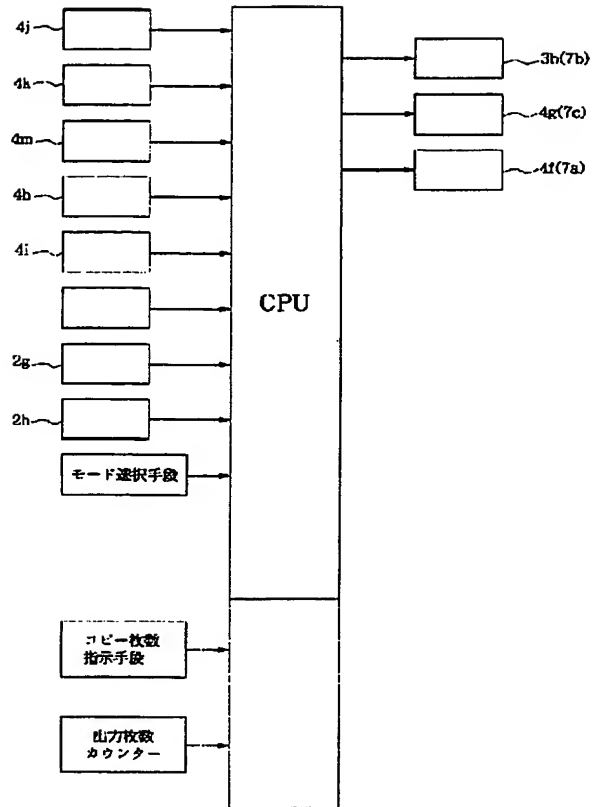 4j
4k
4m
4b
4i
2g
2h
モード選択手段
コピー枚数
指示手段
出力枚数
カウンター
CPU
3b(7b)
4g(7c)
4f(7a)